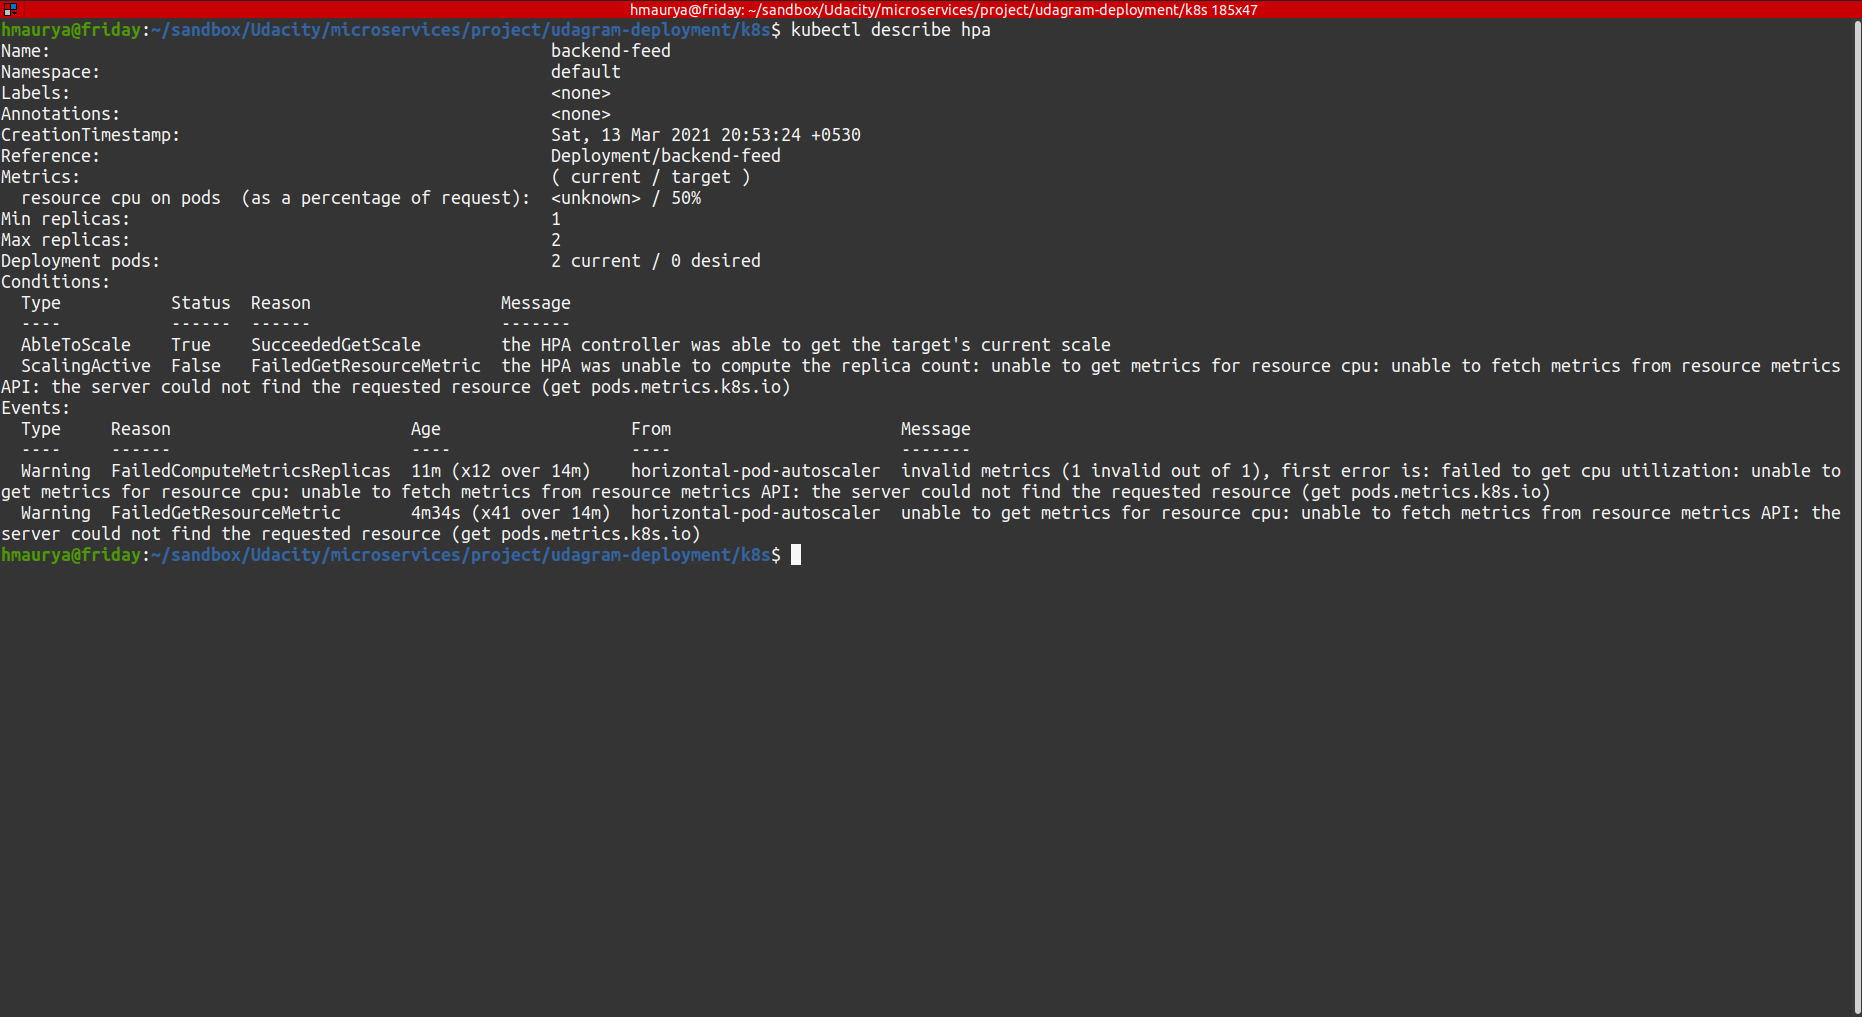 hmaurya@friday: ~/sandbox/Udacity/microservices/project/udagram-deployment/k8s 185x47
hmaurya@friday:~/sandbox/Udacity/microservices/project/udagram-deployment/k8s$ kubectl describe hpa
Name:                                                  backend-feed
Namespace:                                             default
Labels:                                                <none>
Annotations:                                           <none>
CreationTimestamp:                                     Sat, 13 Mar 2021 20:53:24 +0530
Reference:                                             Deployment/backend-feed
Metrics:                                               ( current / target )
  resource cpu on pods  (as a percentage of request):  <unknown> / 50%
Min replicas:                                          1
Max replicas:                                          2
Deployment pods:                                       2 current / 0 desired
Conditions:
  Type           Status  Reason                   Message
  ----           ------  ------                   -------
  AbleToScale    True    SucceededGetScale        the HPA controller was able to get the target's current scale
  ScalingActive  False   FailedGetResourceMetric  the HPA was unable to compute the replica count: unable to get metrics for resource cpu: unable to fetch metrics from resource metrics
API: the server could not find the requested resource (get pods.metrics.k8s.io)
Events:
  Type     Reason                        Age                   From                       Message
  ----     ------                        ----                  ----                       -------
  Warning  FailedComputeMetricsReplicas  11m (x12 over 14m)    horizontal-pod-autoscaler  invalid metrics (1 invalid out of 1), first error is: failed to get cpu utilization: unable to
get metrics for resource cpu: unable to fetch metrics from resource metrics API: the server could not find the requested resource (get pods.metrics.k8s.io)
  Warning  FailedGetResourceMetric       4m34s (x41 over 14m)  horizontal-pod-autoscaler  unable to get metrics for resource cpu: unable to fetch metrics from resource metrics API: the
server could not find the requested resource (get pods.metrics.k8s.io)
hmaurya@friday:~/sandbox/Udacity/microservices/project/udagram-deployment/k8s$